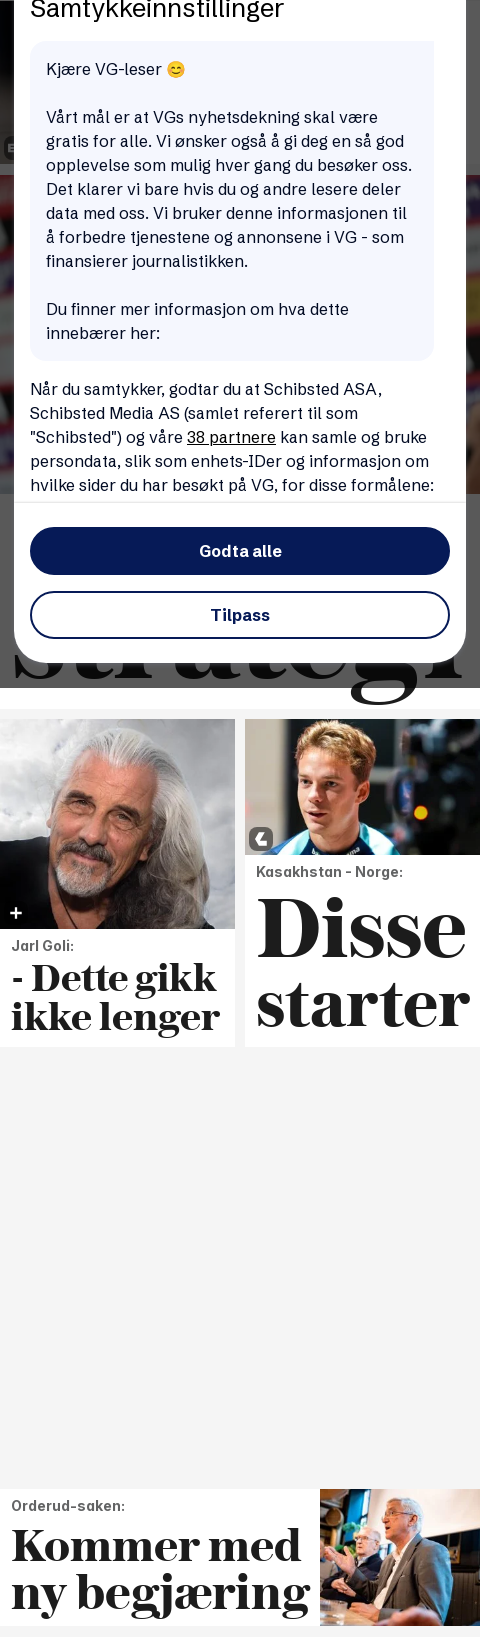 Samtykkeinnstillinger
Kjære VG-leser 😊
Vårt mål er at VGs nyhetsdekning skal være
gratis for alle. Vi ønsker også å gi deg en så god
opplevelse som mulig hver gang du besøker oss.
Det klarer vi bare hvis du og andre lesere deler
data med oss. Vi bruker denne informasjonen til
å forbedre tjenestene og annonsene i VG - som
finansierer journalistikken.
Du finner mer informasjon om hva dette
innebærer her:
Når du samtykker, godtar du at Schibsted ASA,
Schibsted Media AS (samlet referert til som
"Schibsted") og våre 38 partnere kan samle og bruke
persondata, slik som enhets-IDer og informasjon om
hvilke sider du har besøkt på VG, for disse formålene:
Godta alle
Tilpass
strategi
Jarl Goli:
- Dette gikk
ikke lenger
Kasakhstan - Norge:
Disse
starter
Orderud-saken:
Kommer med
ny begjæring